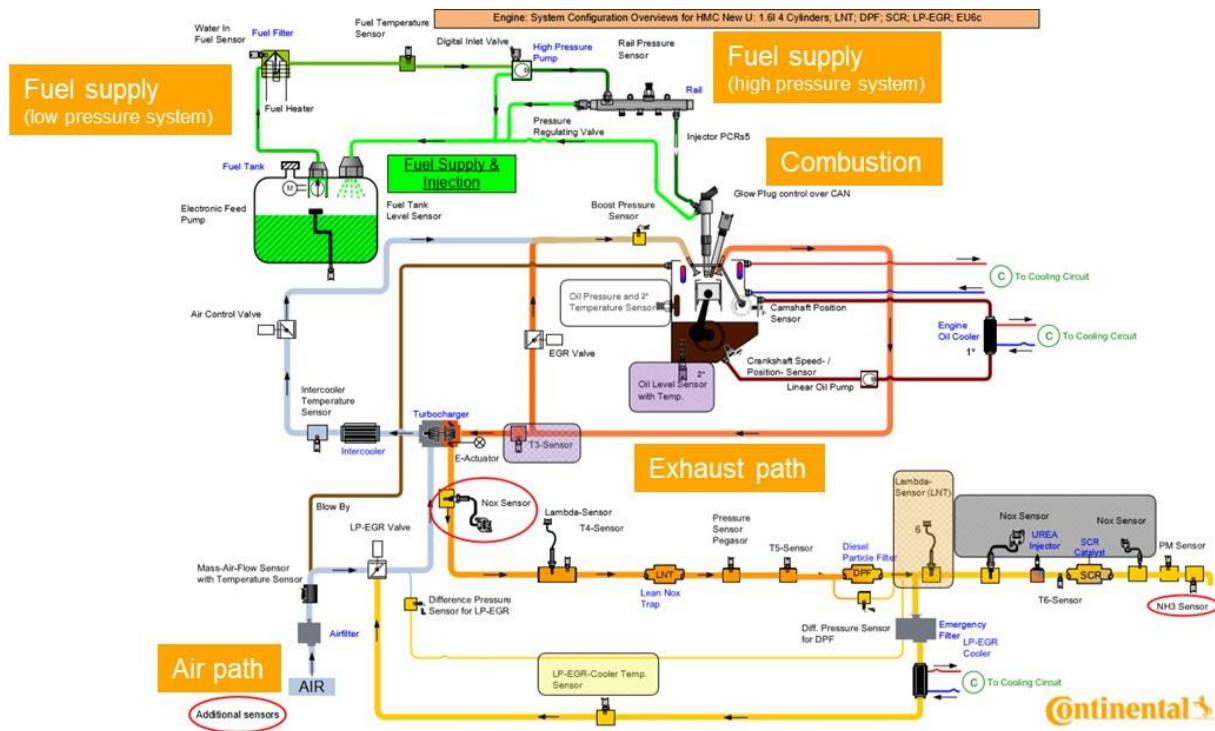 Engine: System Configuration Overviews for HMC New U: 1.6l 4 Cylinders; LNT; DPF; SCR; LP-EGR; EU6c
Water In
Fuel Sensor
Fuel Filter
Fuel Temperature
Sensor
Digital Inlet Valve
High Pressure
Pump
Rail Pressure
Sensor
Fuel supply
(high pressure system)
Fuel supply
(low pressure system)
Fuel Heater
Rail
Pressure
Regulating Valve
Injector PCRs5
Combustion
Fuel Tank
M
Fuel Supply &
Injection
Glow Plug control over CAN
Electronic Feed
Pump
Fuel Tank
Level Sensor
Boost Pressure
Sensor
C To Cooling Circuit
Oil Pressure and 2*
Temperature Sensor
Camshaft Position
Sensor
Air Control Valve
EGR Valve
Engine
Oil Cooler
1*
C To Cooling Circuit
Crankshaft Speed- /
Position- Sensor
2*
Oil Level Sensor
with Temp.
Linear Oil Pump
Intercooler
Temperature
Sensor
Turbocharger
Intercooler
E-Actuator
T3-Sensor
Exhaust path
Blow By
Nox Sensor
Lambda-Sensor
T4-Sensor
Pressure
Sensor
Pegasor
T5-Sensor
Diesel
Particle Filter
Lambda-
Sensor (LNT)
6
Nox Sensor
Nox Sensor
UREA
Injector
SCR
Catalyst
PM Sensor
LP-EGR Valve
Mass-Air-Flow Sensor
with Temperature Sensor
LNT
DPF
SCR
Lean Nox
Trap
T6-Sensor
NH3 Sensor
Difference Pressure
Sensor for LP-EGR
Diff. Pressure Sensor
for DPF
Emergency
Filter
LP-EGR
Cooler
Airfilter
Air path
AIR
LP-EGR-Cooler Temp.
Sensor
C To Cooling Circuit
Additional sensors
Continental